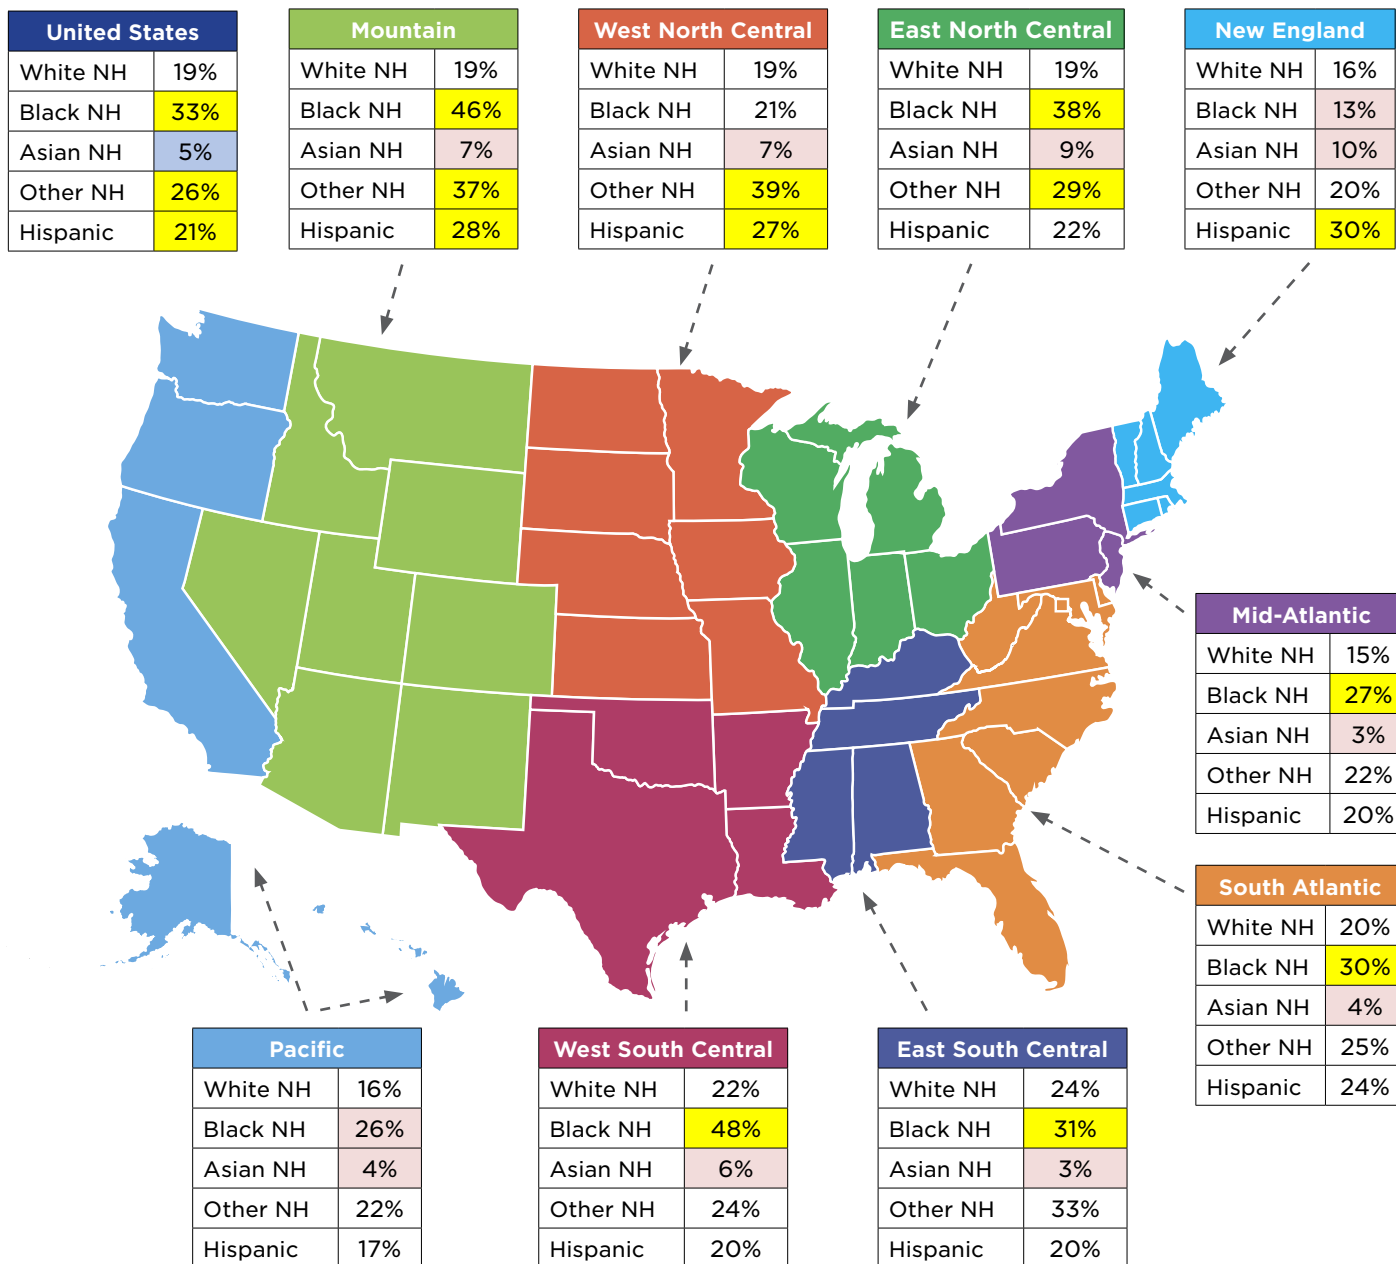 United States
White NH 19%
Black NH 33%
Asian NH 5%
Other NH 26%
Hispanic 21%
Mountain
White NH 19%
Black NH 46%
Asian NH 7%
Other NH 37%
Hispanic 28%
West North Central
White NH 19%
Black NH 21%
Asian NH 7%
Other NH 39%
Hispanic 27%
East North Central
White NH 19%
Black NH 38%
Asian NH 9%
Other NH 29%
Hispanic 22%
New England
White NH 16%
Black NH 13%
Asian NH 10%
Other NH 20%
Hispanic 30%
Mid-Atlantic
White NH 15%
Black NH 27%
Asian NH 3%
Other NH 22%
Hispanic 20%
South Atlantic
White NH 20%
Black NH 30%
Asian NH 4%
Other NH 25%
Hispanic 24%
Pacific
White NH 16%
Black NH 26%
Asian NH 4%
Other NH 22%
Hispanic 17%
West South Central
White NH 22%
Black NH 48%
Asian NH 6%
Other NH 24%
Hispanic 20%
East South Central
White NH 24%
Black NH 31%
Asian NH 3%
Other NH 33%
Hispanic 20%